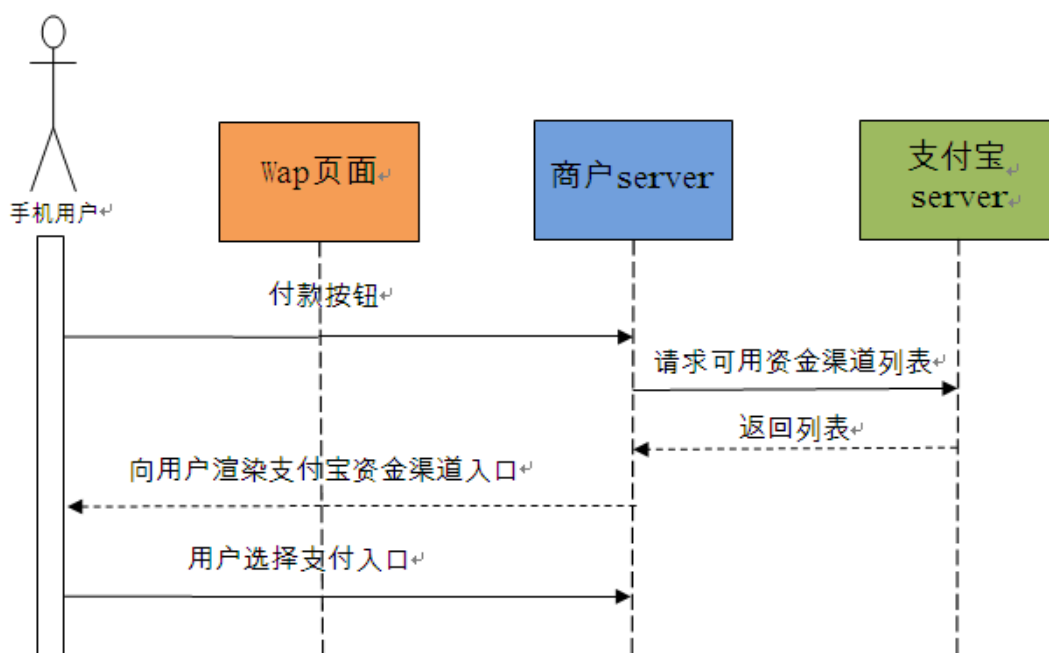 Wap页面
商户server
支付宝
server
手机用户
付款按钮
请求可用资金渠道列表
返回列表
向用户渲染支付宝资金渠道入口
用户选择支付入口